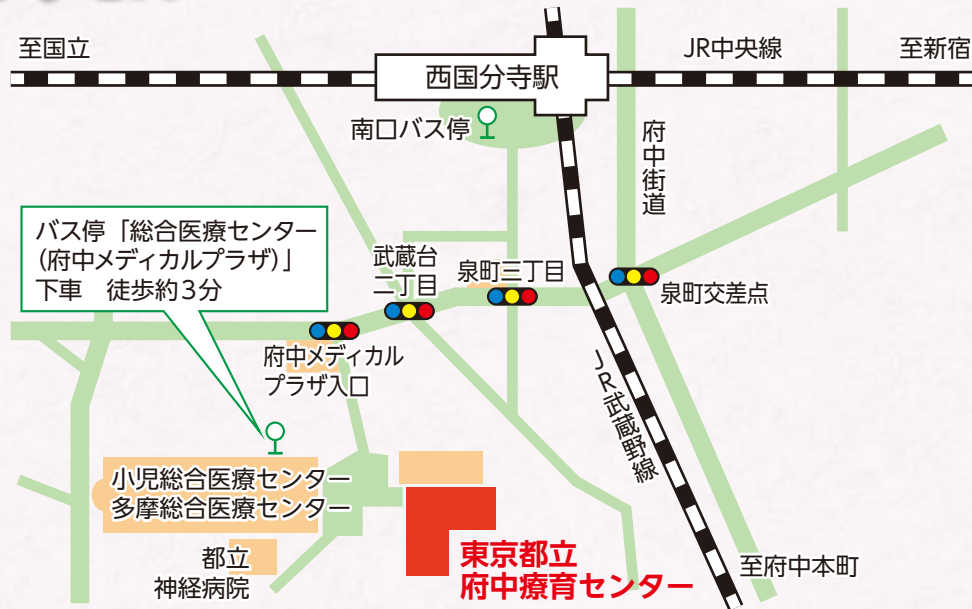 至国立
JR中央線
至新宿
西国分寺駅
南口バス停
府中街道
バス停「総合医療センター
(府中メディカルプラザ)」
下車　徒歩約3分
武蔵台
二丁目
泉町三丁目
泉町交差点
府中メディカル
プラザ入口
JR武蔵野線
小児総合医療センター
多摩総合医療センター
都立
神経病院
東京都立
府中療育センター
至府中本町